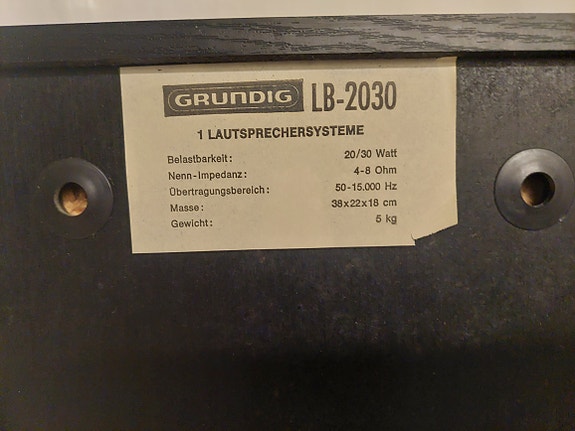 GRUNDIG LB-2030
1 LAUTSPRECHERSYSTEME
Belastbarkeit: 20/30 Watt
Nenn-Impedanz: 4-8 Ohm
Übertragungsbereich: 50-15.000 Hz
Masse: 38x22x18 cm
Gewicht: 5 kg